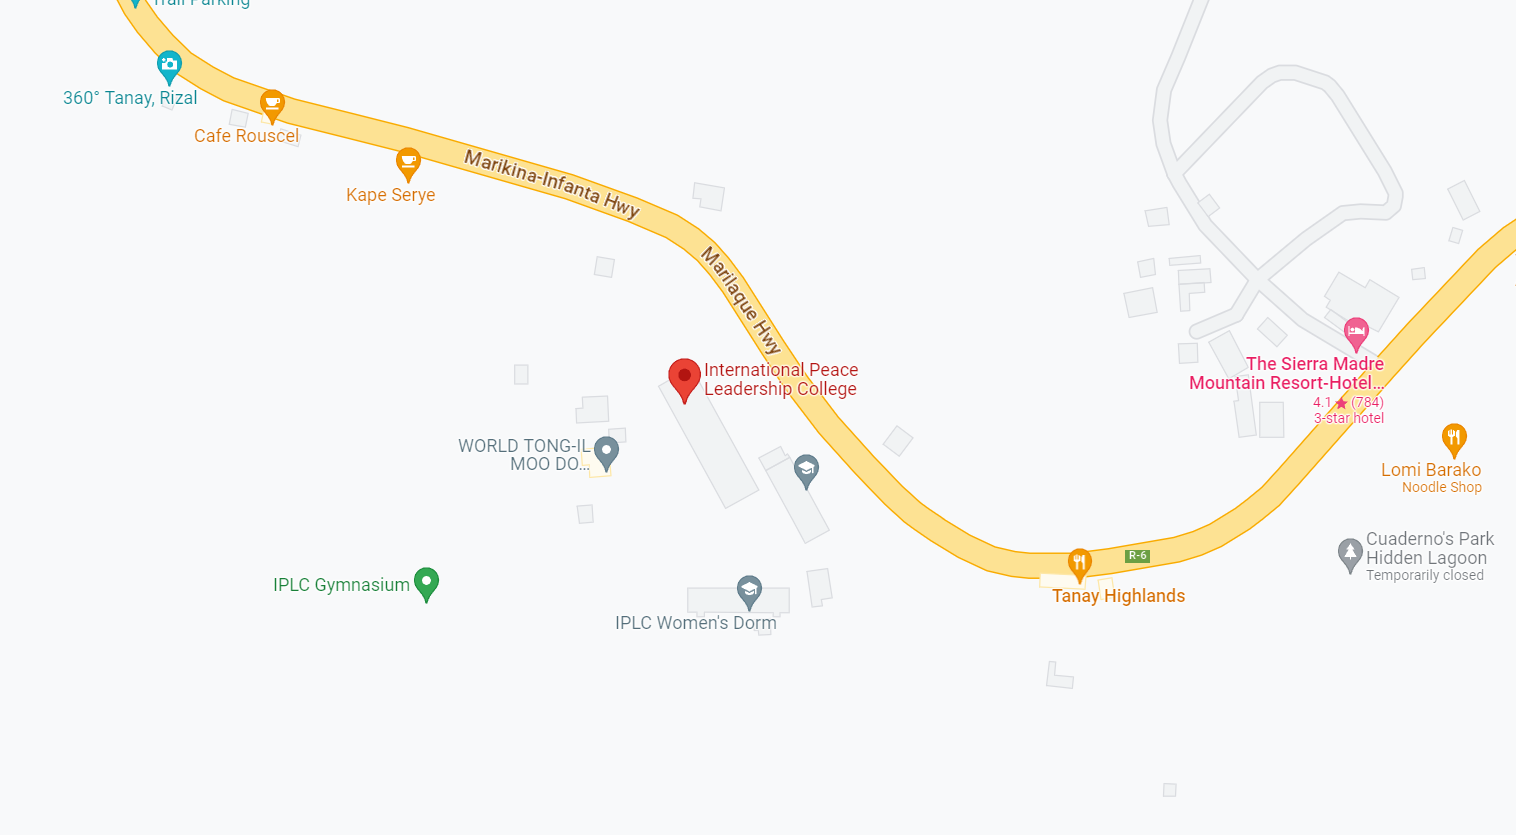 Trail Parking
360° Tanay, Rizal
Cafe Rouscel
Kape Serye
Marikina-Infanta Hwy
Marilaque Hwy
International Peace
Leadership College
The Sierra Madre
Mountain Resort-Hotel...
4.1★ (784)
3-star hotel
WORLD TONG-IL
MOO DO...
Lomi Barako
Noodle Shop
Cuaderno's Park
Hidden Lagoon
Temporarily closed
R-6
IPLC Gymnasium
Tanay Highlands
IPLC Women's Dorm